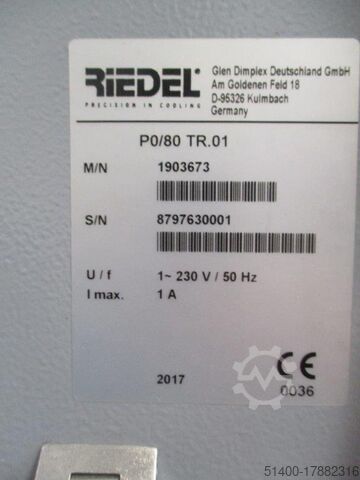 RIEDEL
PRECISION IN COOLING
Glen Dimplex Deutschland GmbH
Am Goldenen Feld 18
D-95326 Kulmbach
Germany
P0/80 TR.01
M/N 1903673
S/N 8797630001
U / f 1~ 230 V / 50 Hz
I max. 1 A
2017
CE
0036
51400-17882316